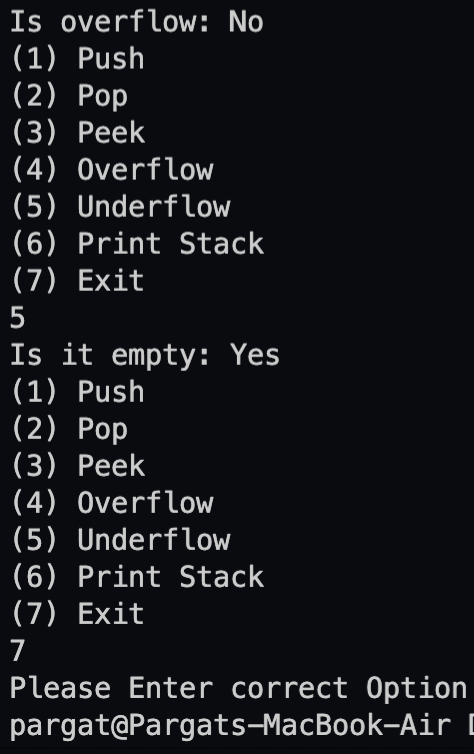 Is overflow: No
(1) Push
(2) Pop
(3) Peek
(4) Overflow
(5) Underflow
(6) Print Stack
(7) Exit
5
Is it empty: Yes
(1) Push
(2) Pop
(3) Peek
(4) Overflow
(5) Underflow
(6) Print Stack
(7) Exit
7
Please Enter correct Option
pargat@Pargats-MacBook-Air